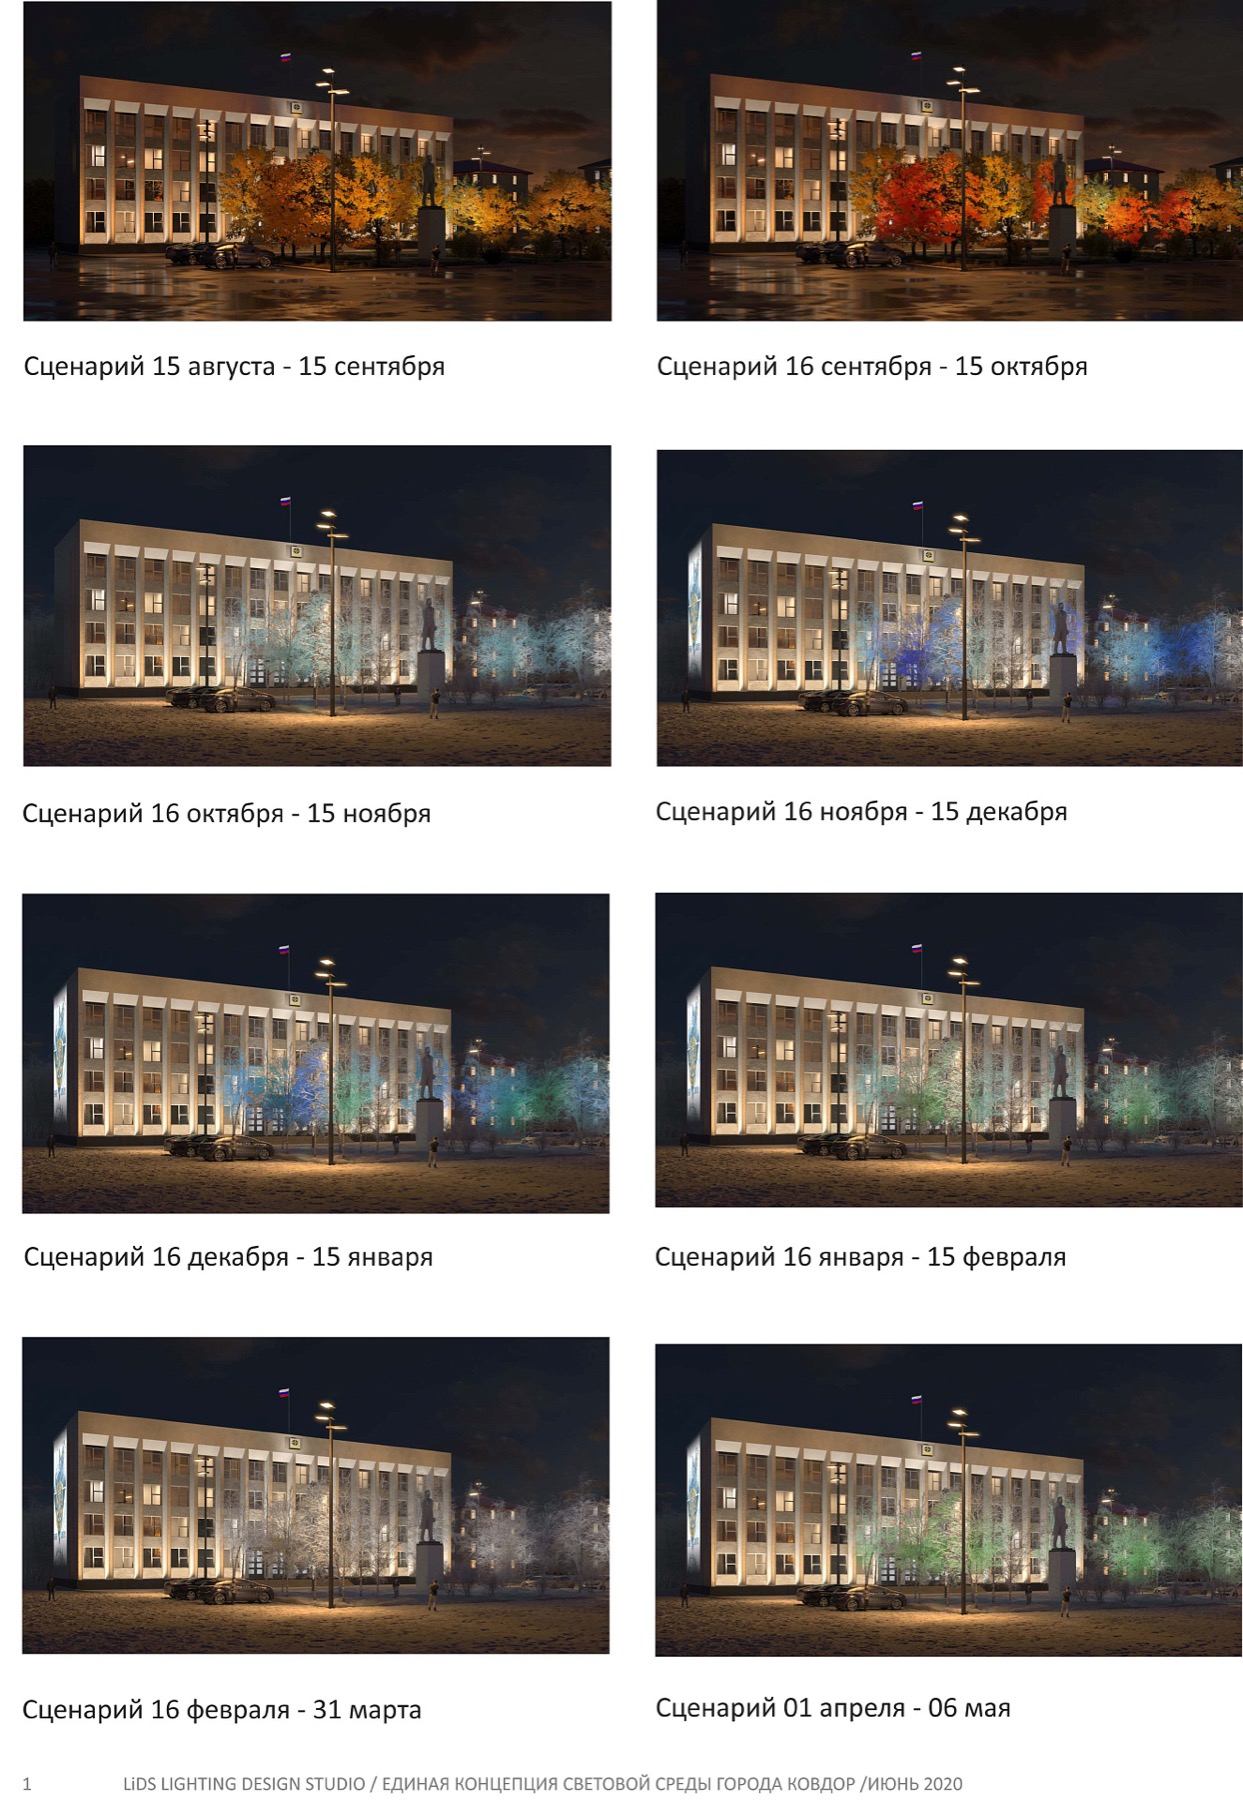 Сценарий 15 августа - 15 сентября
Сценарий 16 сентября - 15 октября
Сценарий 16 октября - 15 ноября
Сценарий 16 ноября - 15 декабря
Сценарий 16 декабря - 15 января
Сценарий 16 января - 15 февраля
Сценарий 16 февраля - 31 марта
Сценарий 01 апреля - 06 мая
1 LiDS LIGHTING DESIGN STUDIO / ЕДИНАЯ КОНЦЕПЦИЯ СВЕТОВОЙ СРЕДЫ ГОРОДА КОВДОР /ИЮНЬ 2020